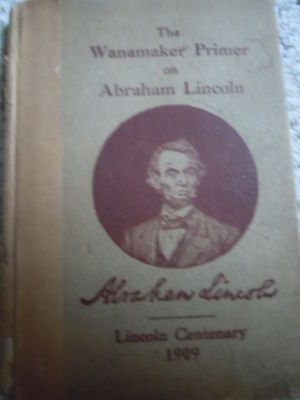 The
Wanamaker Primer
on
Abraham Lincoln
Abraham Lincoln
Lincoln Centenary
1909